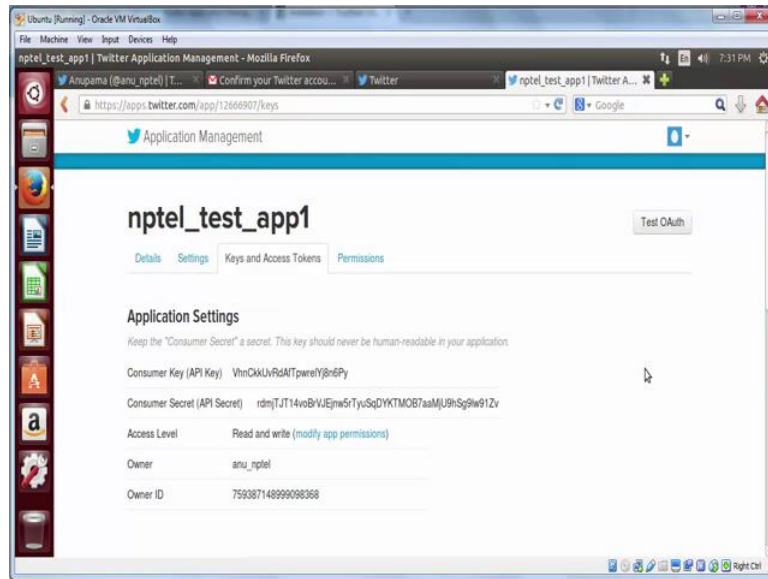 Ubuntu [Running] - Oracle VM VirtualBox
File Machine View Input Devices Help
nptel_test_app1 | Twitter Application Management - Mozilla Firefox
En
7:31 PM
Anupama (@anu_nptel) | T...
Confirm your Twitter accou...
Twitter
nptel_test_app1 | Twitter A...
https://apps.twitter.com/app/12666907/keys
Google
Application Management
nptel_test_app1
Test OAuth
Details Settings Keys and Access Tokens Permissions
Application Settings
Keep the "Consumer Secret" a secret. This key should never be human-readable in your application.
Consumer Key (API Key)
Consumer Secret (API Secret)
Access Level Read and write (modify app permissions)
Owner anu_nptel
Owner ID 759387148999098368
Right Ctrl